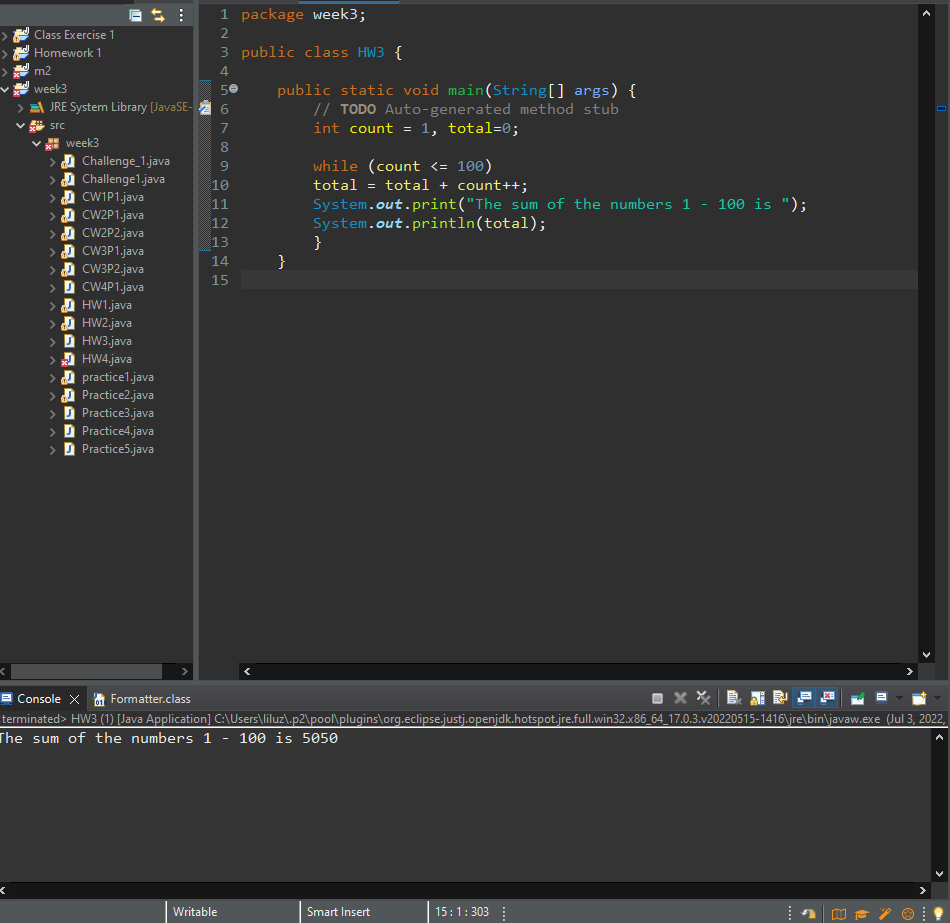 Class Exercise 1
Homework 1
m2
week3
JRE System Library [JavaSE-
src
week3
Challenge_1.java
Challenge1.java
CW1P1.java
CW2P1.java
CW2P2.java
CW3P1.java
CW3P2.java
CW4P1.java
HW1.java
HW2.java
HW3.java
HW4.java
practice1.java
Practice2.java
Practice3.java
Practice4.java
Practice5.java
1 package week3;
2
3 public class HW3 {
4
5 public static void main(String[] args) {
6 // TODO Auto-generated method stub
7 int count = 1, total=0;
8
9 while (count <= 100)
10 total = total + count++;
11 System.out.print("The sum of the numbers 1 - 100 is ");
12 System.out.println(total);
13 }
14 }
15
Console Formatter.class
terminated> HW3 (1) [Java Application] C:\Users\liluz\.p2\pool\plugins\org.eclipse.justj.openjdk.hotspot.jre.full.win32.x86_64_17.0.3.v20220515-1416\jre\bin\javaw.exe (Jul 3, 2022,
The sum of the numbers 1 - 100 is 5050
Writable Smart Insert 15 : 1 : 303